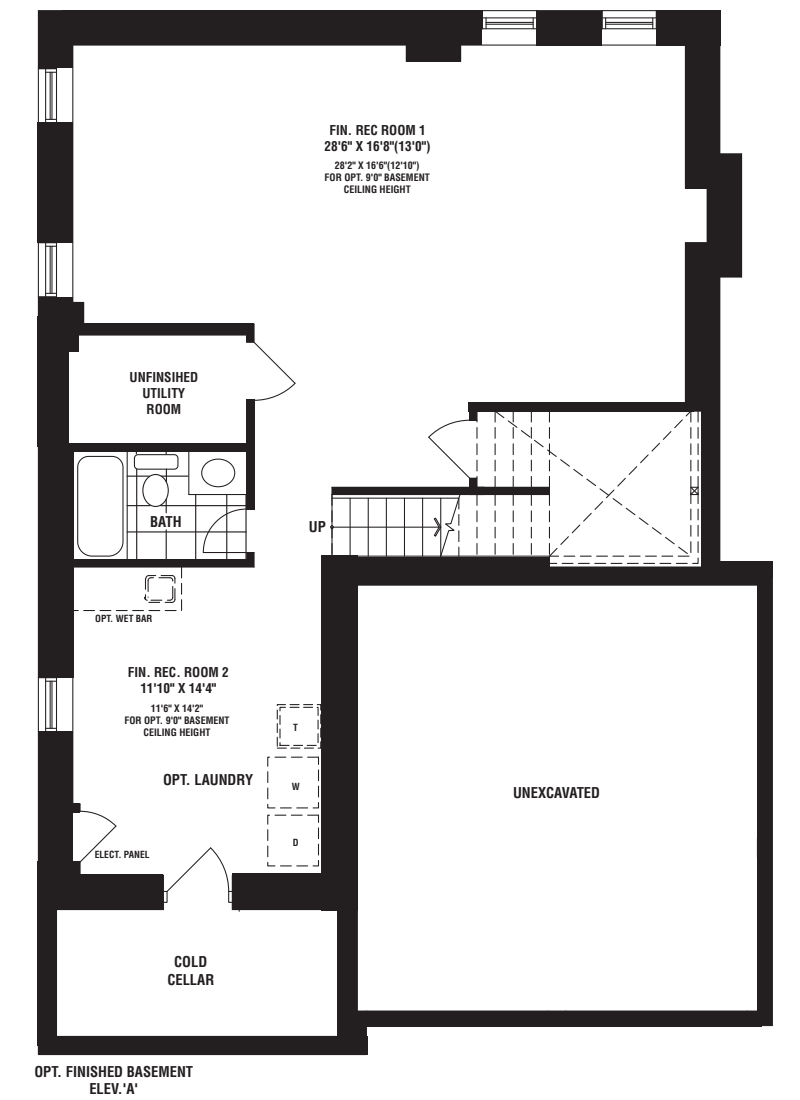 FIN. REC ROOM 1
28'6" X 16'8"(13'0")
28'2" X 16'6"(12'10")
FOR OPT. 9'0" BASEMENT
CEILING HEIGHT
UNFINSIHED
UTILITY
ROOM
BATH
UP
OPT. WET BAR
FIN. REC. ROOM 2
11'10" X 14'4"
11'6" X 14'2"
FOR OPT. 9'0" BASEMENT
CEILING HEIGHT
T
OPT. LAUNDRY
W
UNEXCAVATED
D
ELECT. PANEL
COLD
CELLAR
OPT. FINISHED BASEMENT
ELEV.'A'